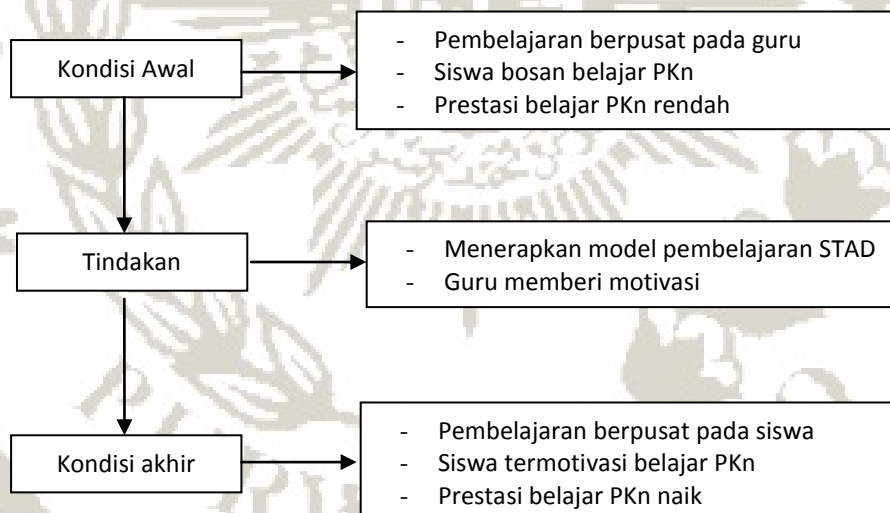 Kondisi Awal
- Pembelajaran berpusat pada guru
- Siswa bosan belajar PKn
- Prestasi belajar PKn rendah
Tindakan
- Menerapkan model pembelajaran STAD
- Guru memberi motivasi
Kondisi akhir
- Pembelajaran berpusat pada siswa
- Siswa termotivasi belajar PKn
- Prestasi belajar PKn naik